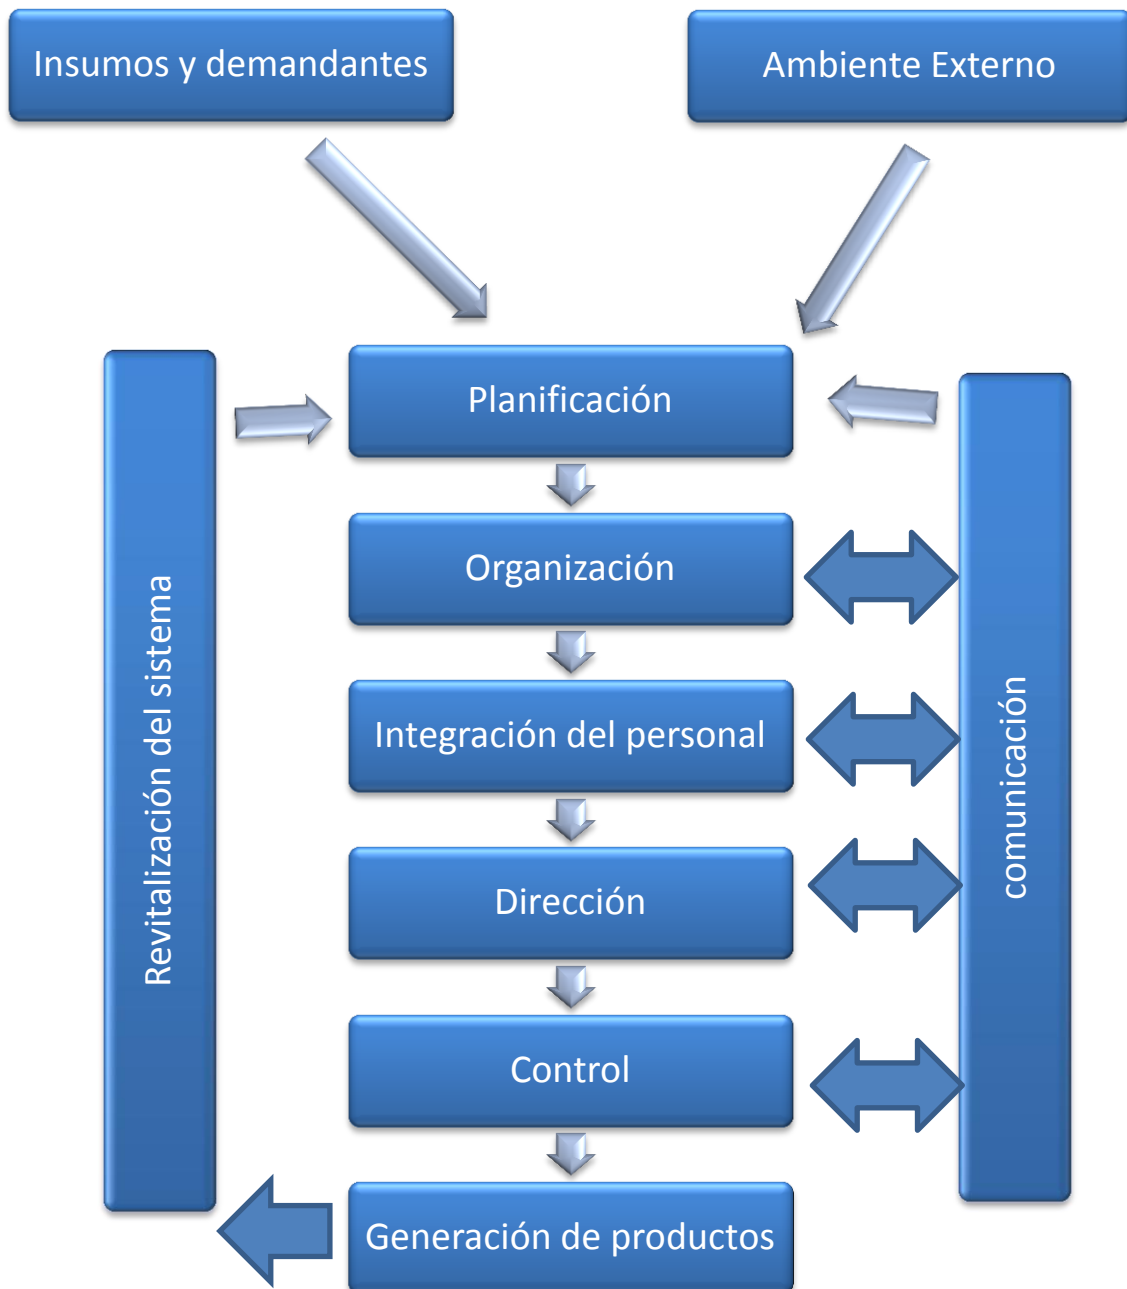 Insumos y demandantes
Ambiente Externo
Planificación
Organización
Integración del personal
Dirección
Control
Generación de productos
Revitalización del sistema
comunicación